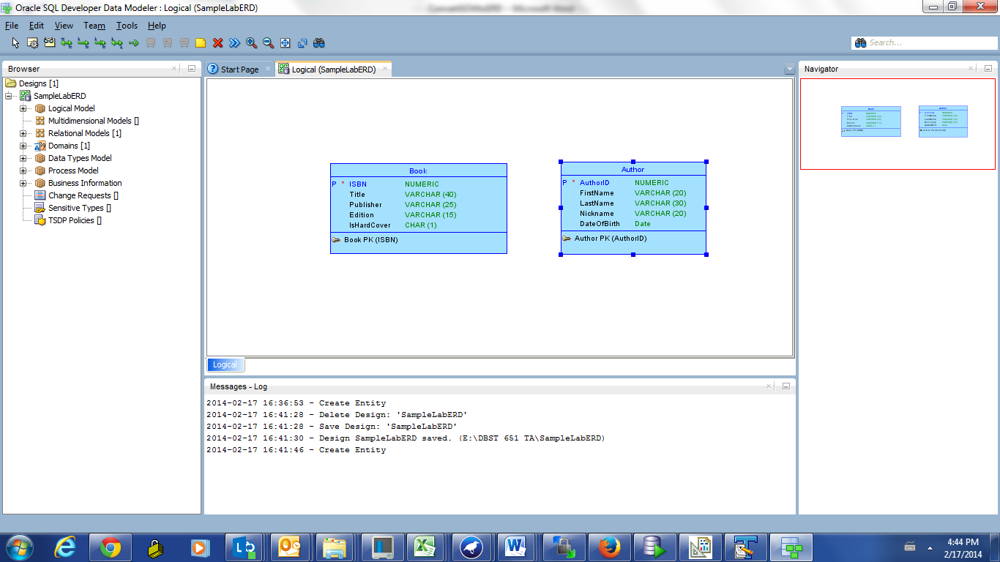 Oracle SQL Developer Data Modeler : Logical (SampleLabERD)
File Edit View Team Tools Help
Search...
Browser
Designs [1]
SampleLabERD
Logical Model
Multidimensional Models []
Relational Models [1]
Domains [1]
Data Types Model
Process Model
Business Information
Change Requests []
Sensitive Types []
TSDP Policies []
Start Page
Logical (SampleLabERD)
Book
P * ISBN NUMERIC
Title VARCHAR (40)
Publisher VARCHAR (25)
Edition VARCHAR (15)
IsHardCover CHAR (1)
Book PK (ISBN)
Author
P * AuthorID NUMERIC
FirstName VARCHAR (20)
LastName VARCHAR (30)
Nickname VARCHAR (20)
DateOfBirth Date
Author PK (AuthorID)
Logical
Messages - Log
2014-02-17 16:36:53 - Create Entity
2014-02-17 16:41:28 - Delete Design: 'SampleLabERD'
2014-02-17 16:41:28 - Save Design: 'SampleLabERD'
2014-02-17 16:41:30 - Design SampleLabERD saved. (E:\DBST 651 TA\SampleLabERD)
2014-02-17 16:41:46 - Create Entity
Navigator
4:44 PM
2/17/2014